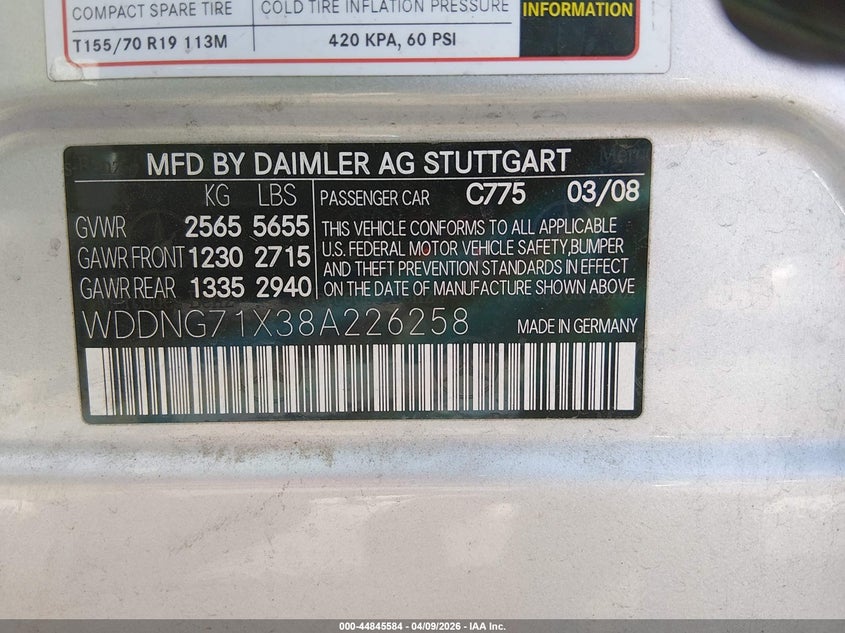 COMPACT SPARE TIRE COLD TIRE INFLATION PRESSURE INFORMATION
T155/70 R19 113M 420 KPA, 60 PSI
MFD BY DAIMLER AG STUTTGART
KG LBS PASSENGER CAR C775 03/08
GVWR 2565 5655 THIS VEHICLE CONFORMS TO ALL APPLICABLE
GAWR FRONT 1230 2715 U.S. FEDERAL MOTOR VEHICLE SAFETY,BUMPER
AND THEFT PREVENTION STANDARDS IN EFFECT
GAWR REAR 1335 2940 ON THE DATE OF MANUFACTURE SHOWN ABOVE
WDDNG71X38A226258
000-44845584 | 04/09/2026 - IAA Inc.